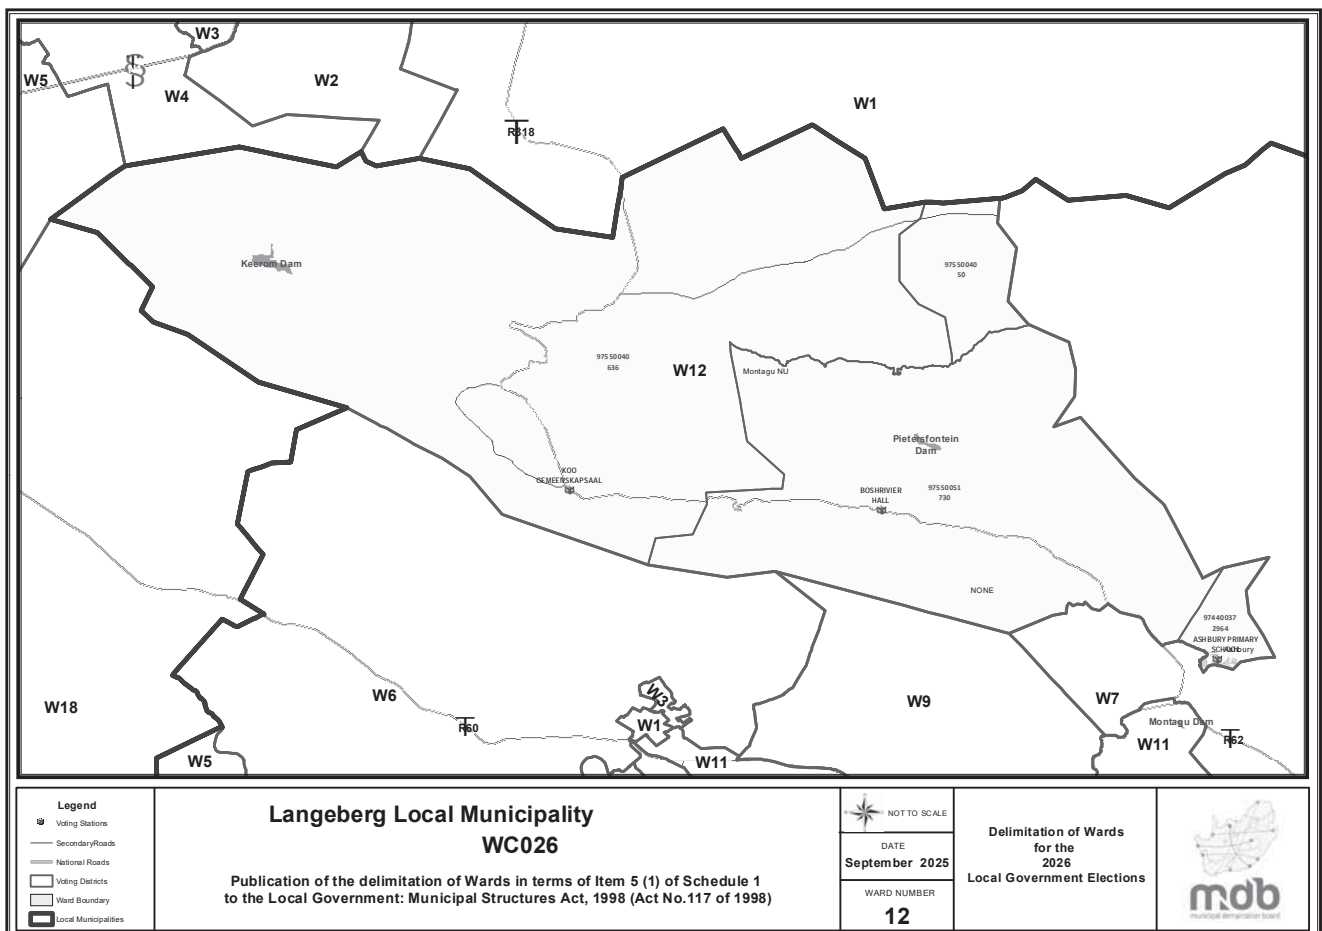 W3
W5
W4
W2
W1
R318
Keerom Dam
97550040
50
97550040
636
W12
Montagu NU
Pietersfontein
Dam
KOO
GEMEENSKAPSAAL
BOSHRIVIER
HALL
97550051
730
NONE
97440037
2964
ASHBURY PRIMARY
SCHOOL
Ashbury
W18
W6
R60
W3
W1
W9
W7
Montagu Dam
W11
R62
W5
W11
Legend
Voting Stations
SecondaryRoads
National Roads
Voting Districts
Ward Boundary
Local Municipalities
Langeberg Local Municipality
WC026
Publication of the delimitation of Wards in terms of Item 5 (1) of Schedule 1
to the Local Government: Municipal Structures Act, 1998 (Act No.117 of 1998)
NOT TO SCALE
DATE
September 2025
WARD NUMBER
12
Delimitation of Wards
for the
2026
Local Government Elections
mdb
municipal demarcation board